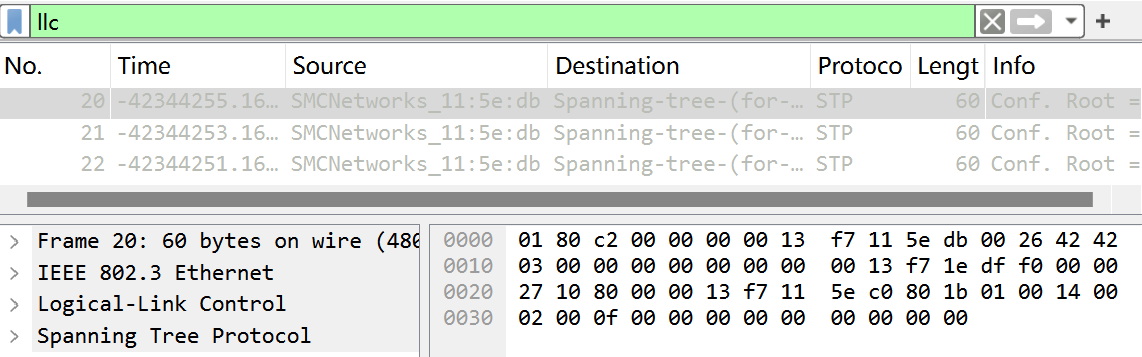 llc
No. Time Source Destination Protoco Lengt Info
20 -42344255.16… SMCNetworks_11:5e:db Spanning-tree-(for-… STP 60 Conf. Root =
21 -42344253.16… SMCNetworks_11:5e:db Spanning-tree-(for-… STP 60 Conf. Root =
22 -42344251.16… SMCNetworks_11:5e:db Spanning-tree-(for-… STP 60 Conf. Root =
> Frame 20: 60 bytes on wire (480
> IEEE 802.3 Ethernet
> Logical-Link Control
> Spanning Tree Protocol
0000 01 80 c2 00 00 00 00 13 f7 11 5e db 00 26 42 42
0010 03 00 00 00 00 00 00 00 00 13 f7 1e df f0 00 00
0020 27 10 80 00 00 13 f7 11 5e c0 80 1b 01 00 14 00
0030 02 00 0f 00 00 00 00 00 00 00 00 00